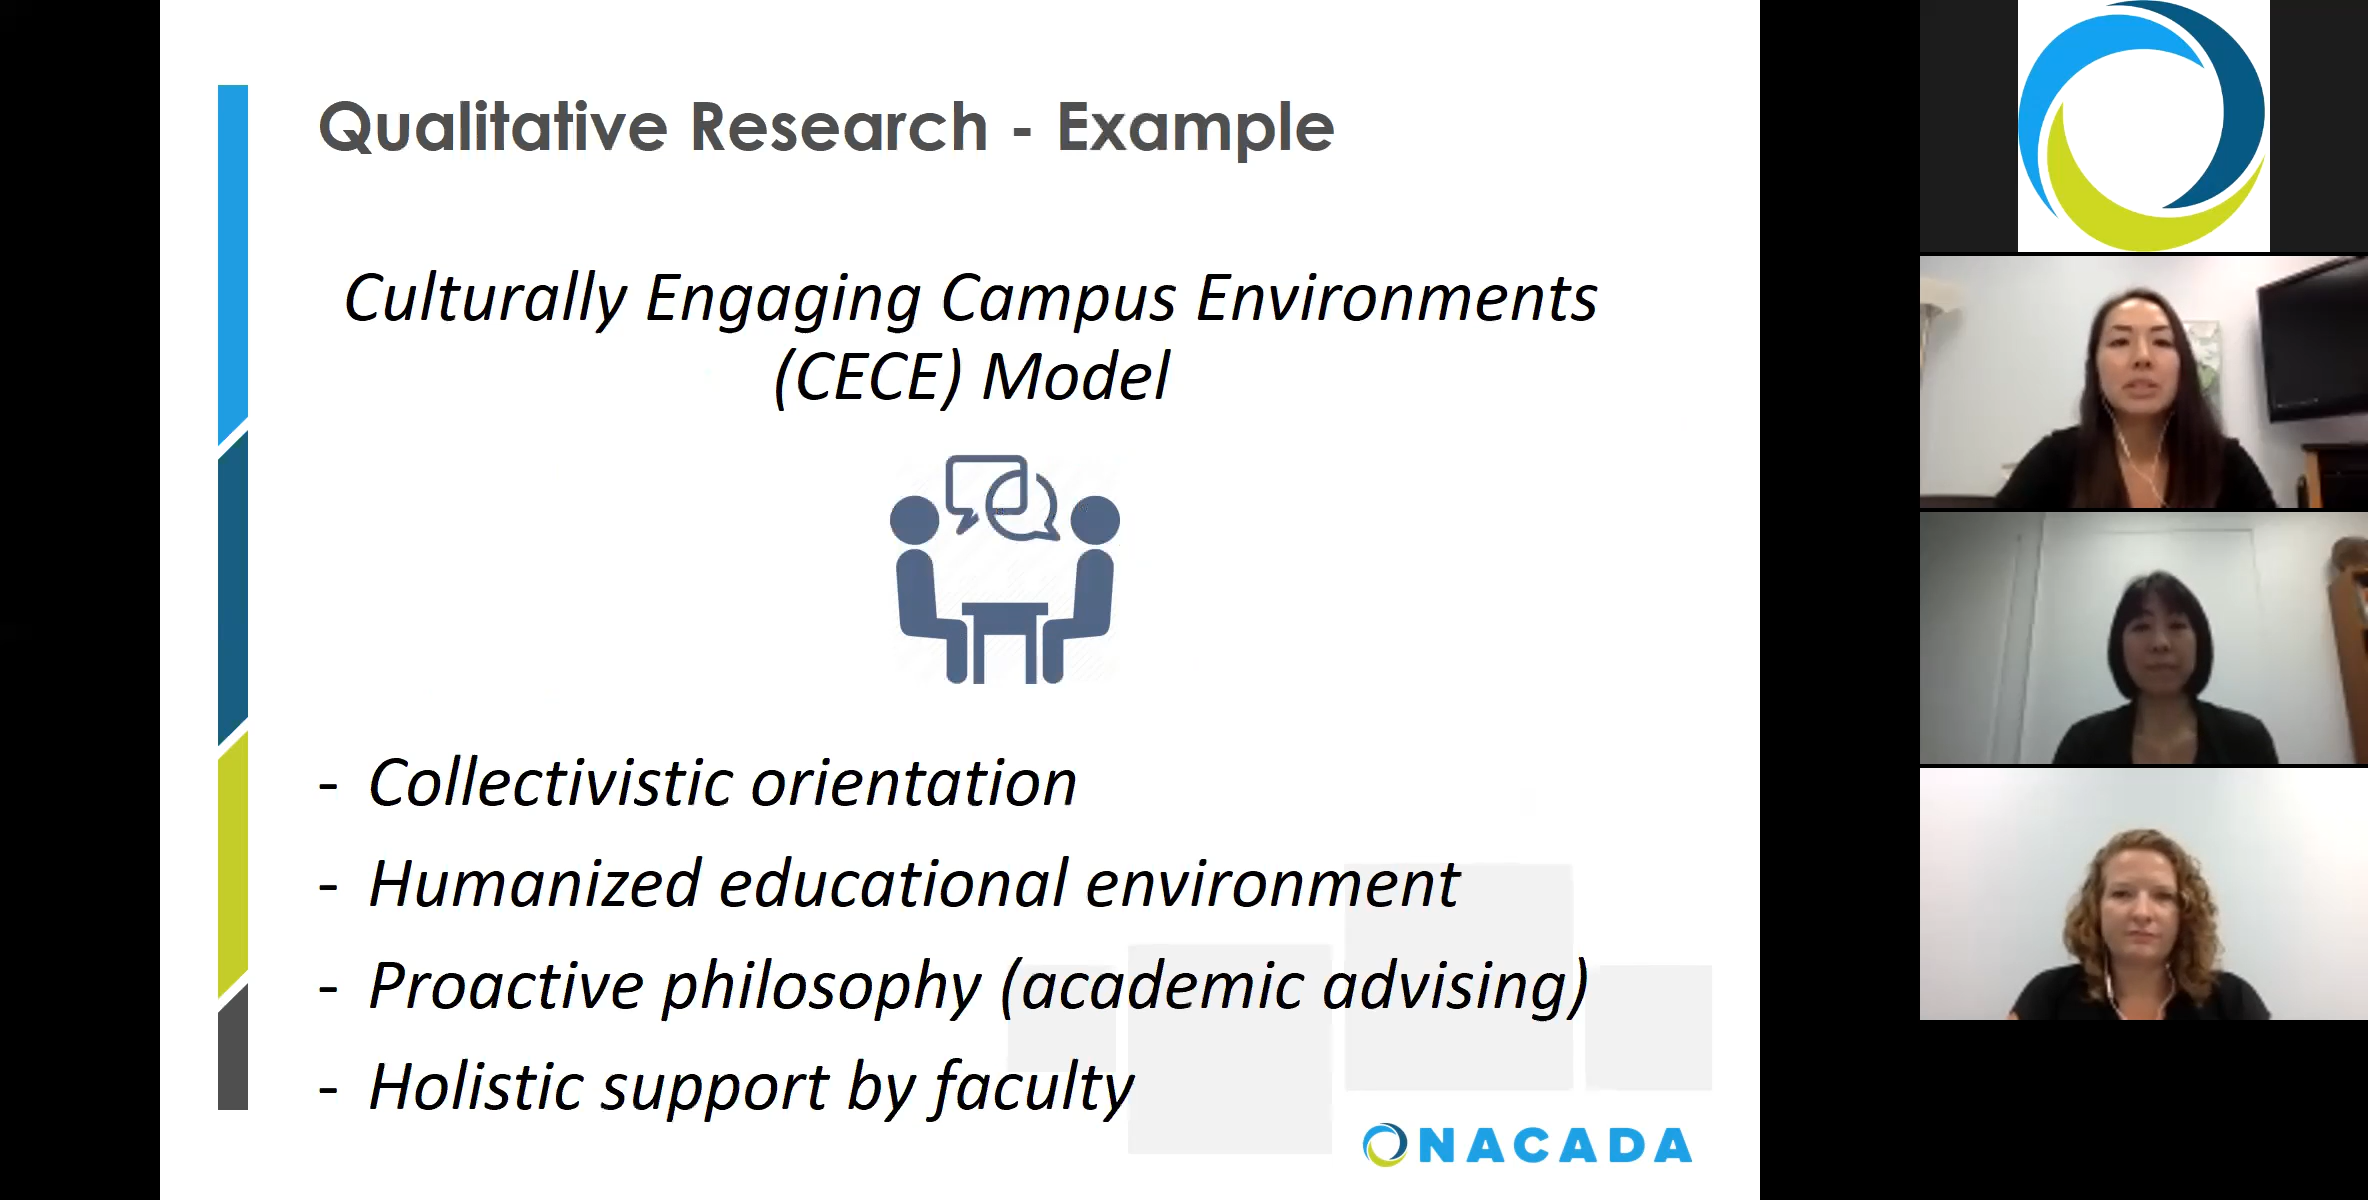 Qualitative Research - Example
Culturally Engaging Campus Environments
(CECE) Model
- Collectivistic orientation
- Humanized educational environment
- Proactive philosophy (academic advising)
- Holistic support by faculty
NACADA